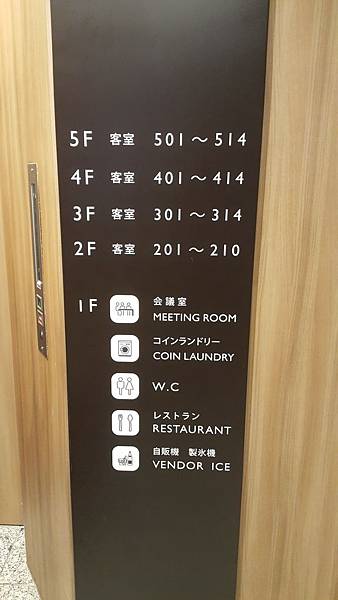 5F 客室 501～514
4F 客室 401～414
3F 客室 301～314
2F 客室 201～210
1F 会議室
MEETING ROOM
コインランドリー
COIN LAUNDRY
W.C
レストラン
RESTAURANT
自販機 製氷機
VENDOR ICE